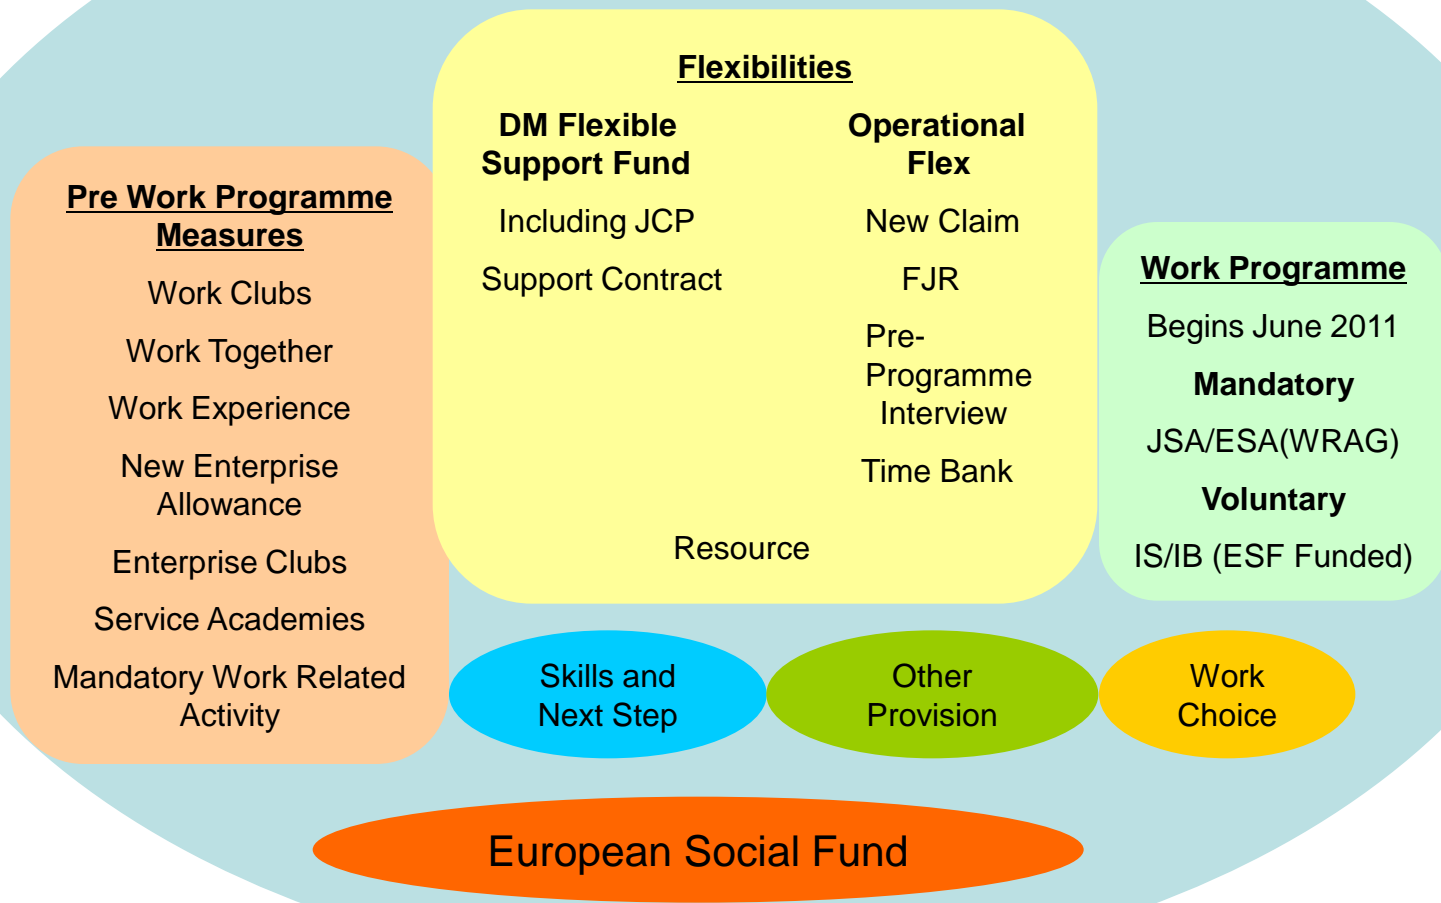 Pre Work Programme
Measures
Work Clubs
Work Together
Work Experience
New Enterprise
Allowance
Enterprise Clubs
Service Academies
Mandatory Work Related
Activity
Flexibilities
DM Flexible
Support Fund
Including JCP
Support Contract
Operational
Flex
New Claim
FJR
Pre-
Programme
Interview
Time Bank
Resource
Work Programme
Begins June 2011
Mandatory
JSA/ESA(WRAG)
Voluntary
IS/IB (ESF Funded)
Skills and
Next Step
Other
Provision
Work
Choice
European Social Fund